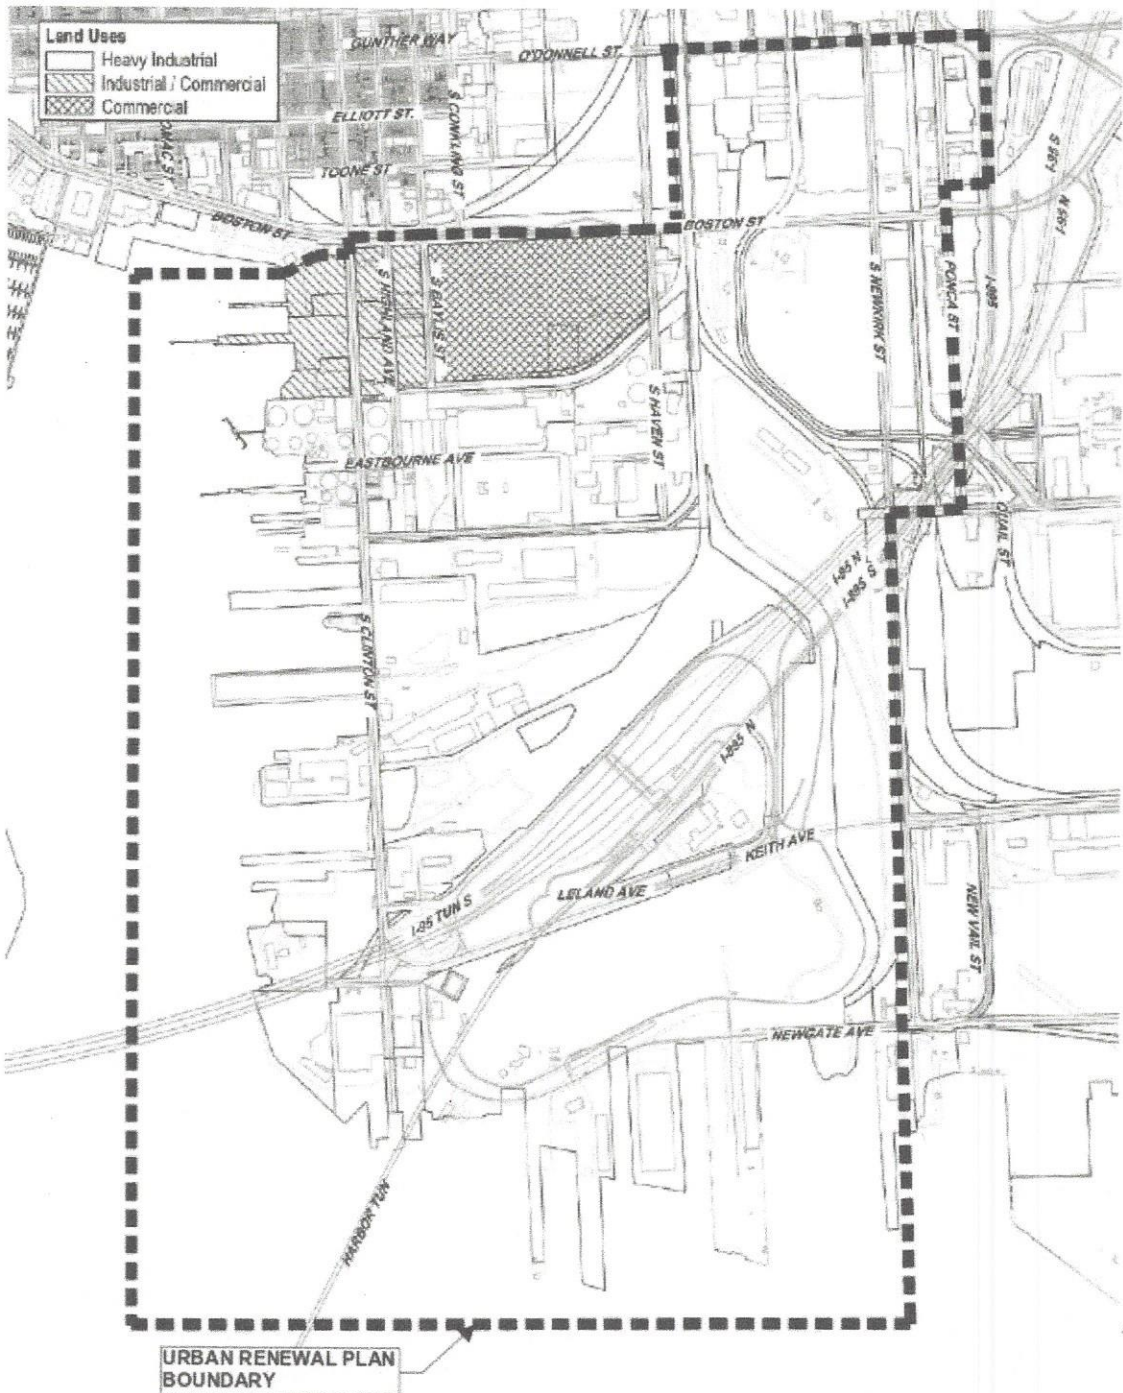 Land Uses
Heavy Industrial
Industrial / Commercial
Commercial
GUNTHER WAY
O'DONNELL ST.
ELLIOTT ST.
S CONKLING ST
TOONE ST
BOSTON ST
BOSTON ST
S HIGHLAND AVE
S BAYLIS ST
S NEWKIRK ST
PONCA ST
I-895
I-95 S
I-95 N
S HAVEN ST
EASTBOURNE AVE
QUAIL ST
I-95 N
I-895 S
S CLINTON ST
I-895 N
KEITH AVE
LELAND AVE
I-95 TUN S
NEW VAIL ST
NEWGATE AVE
HARBOR TUN
URBAN RENEWAL PLAN
BOUNDARY